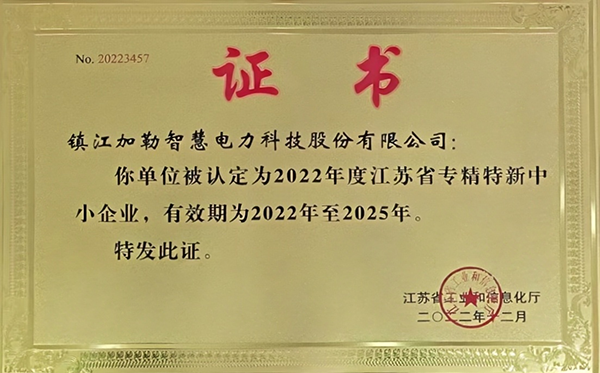 No. 20223457
证书
镇江加勒智慧电力科技股份有限公司：
你单位被认定为2022年度江苏省专精特新中
小企业，有效期为2022年至2025年。
特发此证。
江苏省工业和信息化厅
二〇二二年十二月